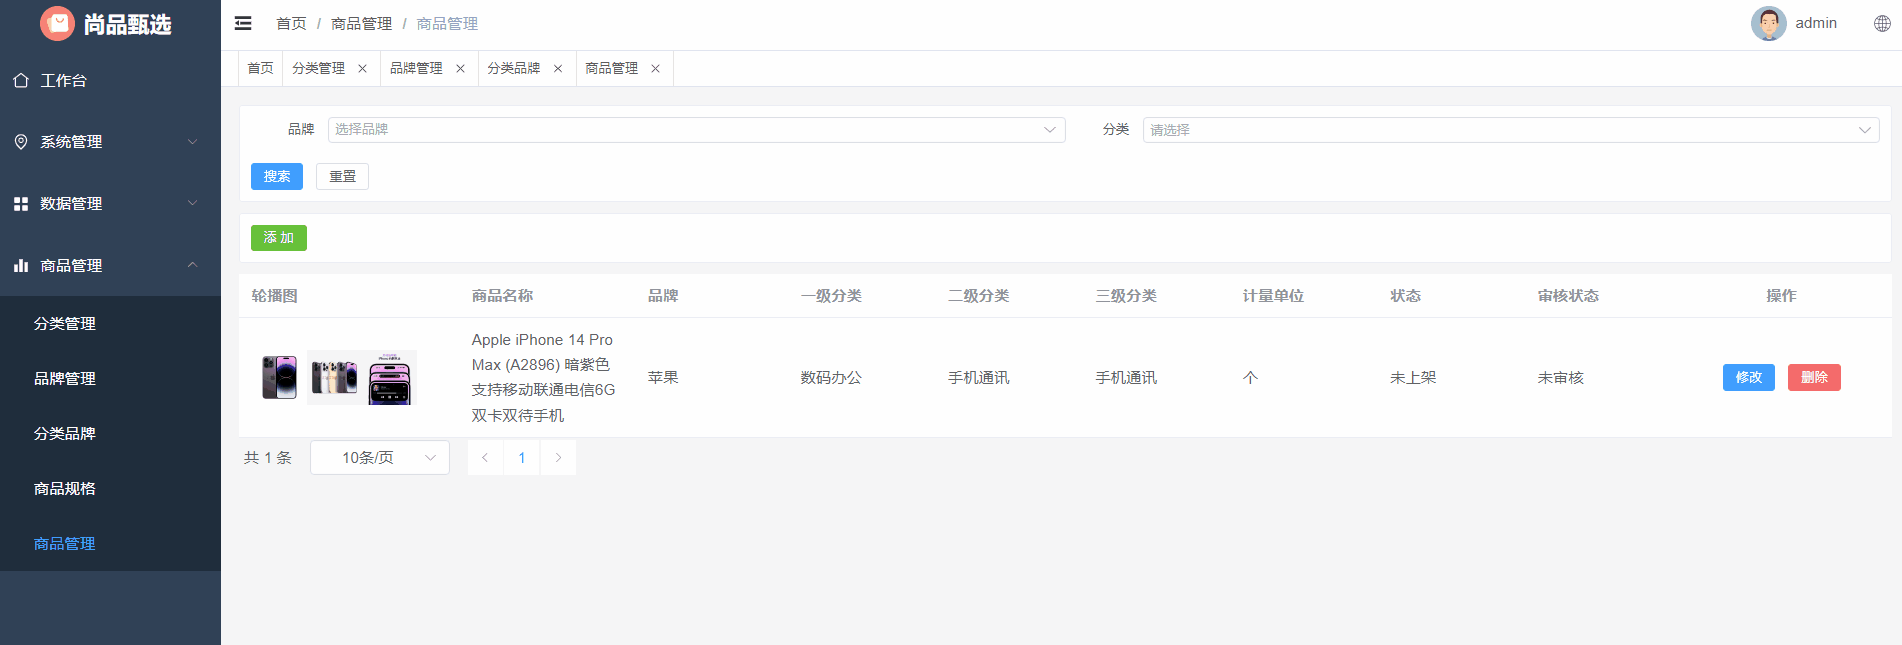 尚品甄选
工作台
系统管理
数据管理
商品管理
分类管理
品牌管理
分类品牌
商品规格
商品管理
首页 / 商品管理 / 商品管理
admin
首页 分类管理 品牌管理 分类品牌 商品管理
品牌 选择品牌 分类 请选择
搜索 重置
添加
轮播图 商品名称 品牌 一级分类 二级分类 三级分类 计量单位 状态 审核状态 操作
Apple iPhone 14 Pro
Max (A2896) 暗紫色
支持移动联通电信6G
双卡双待手机
苹果 数码办公 手机通讯 手机通讯 个 未上架 未审核 修改 删除
共 1 条 10条/页 1